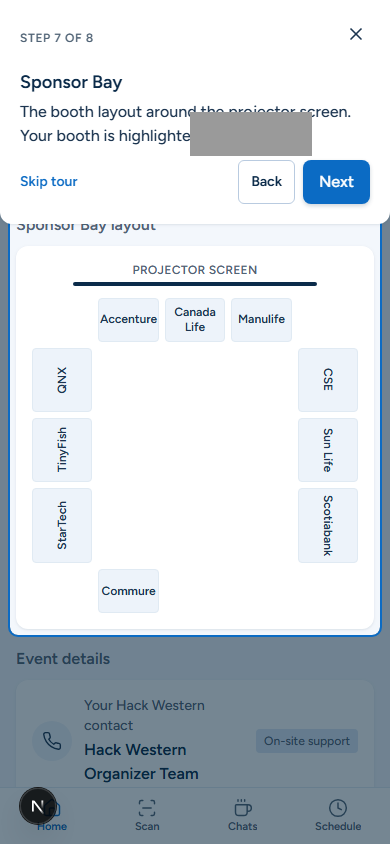 STEP 7 OF 8
Sponsor Bay
The booth layout around the projector screen.
Your booth is highlighte
Skip tour
Back
Next
Sponsor Bay layout
PROJECTOR SCREEN
Accenture
Canada
Life
Manulife
QNX
CSE
TinyFish
Sun Life
StarTech
Scotiabank
Commure
Event details
Your Hack Western
contact
Hack Western
Organizer Team
On-site support
N
Home
Scan
Chats
Schedule